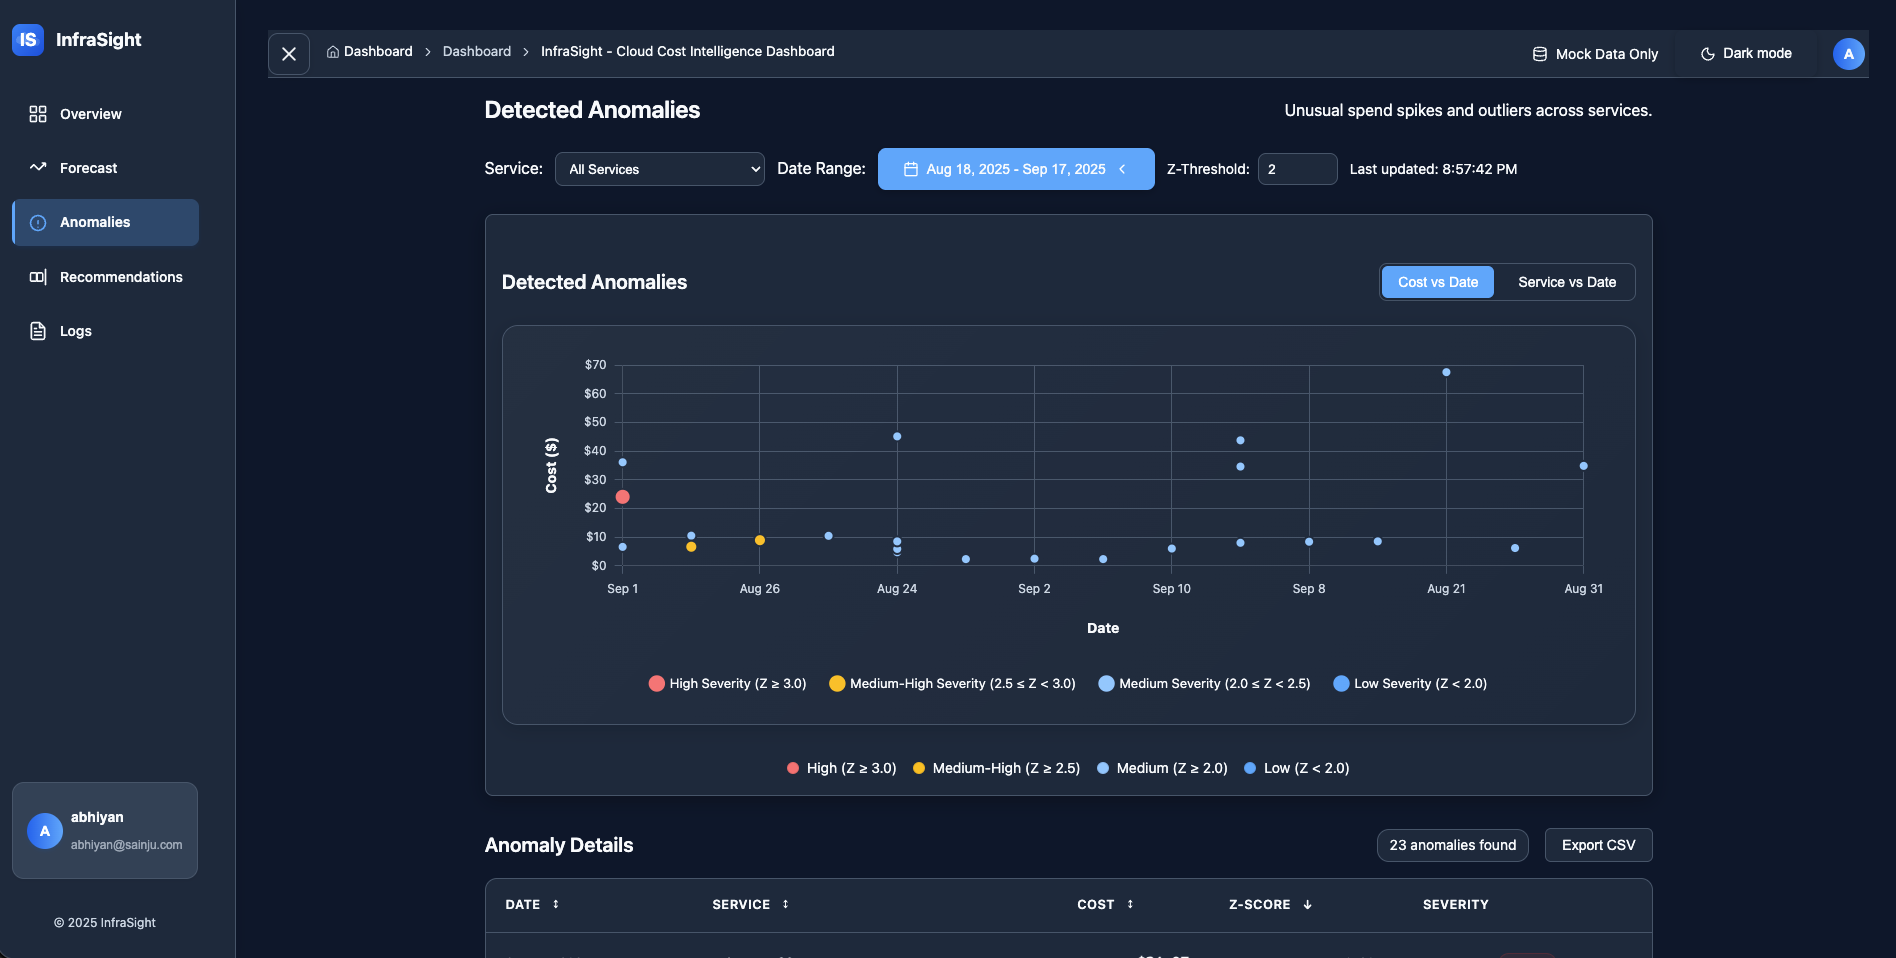 IS InfraSight
Overview
Forecast
Anomalies
Recommendations
Logs
A
abhiyan
abhiyan@sainju.com
© 2025 InfraSight
Dashboard > Dashboard > InfraSight - Cloud Cost Intelligence Dashboard
Mock Data Only
Dark mode
A
Detected Anomalies
Unusual spend spikes and outliers across services.
Service: All Services Date Range: Aug 18, 2025 - Sep 17, 2025 Z-Threshold: 2 Last updated: 8:57:42 PM
Detected Anomalies
Cost vs Date
Service vs Date
Cost ($)
$70
$60
$50
$40
$30
$20
$10
$0
Sep 1 Aug 26 Aug 24 Sep 2 Sep 10 Sep 8 Aug 21 Aug 31
Date
High Severity (Z ≥ 3.0) Medium-High Severity (2.5 ≤ Z < 3.0) Medium Severity (2.0 ≤ Z < 2.5) Low Severity (Z < 2.0)
High (Z ≥ 3.0) Medium-High (Z ≥ 2.5) Medium (Z ≥ 2.0) Low (Z < 2.0)
Anomaly Details
23 anomalies found
Export CSV
DATE ↕ SERVICE ↕ COST ↕ Z-SCORE ↓ SEVERITY